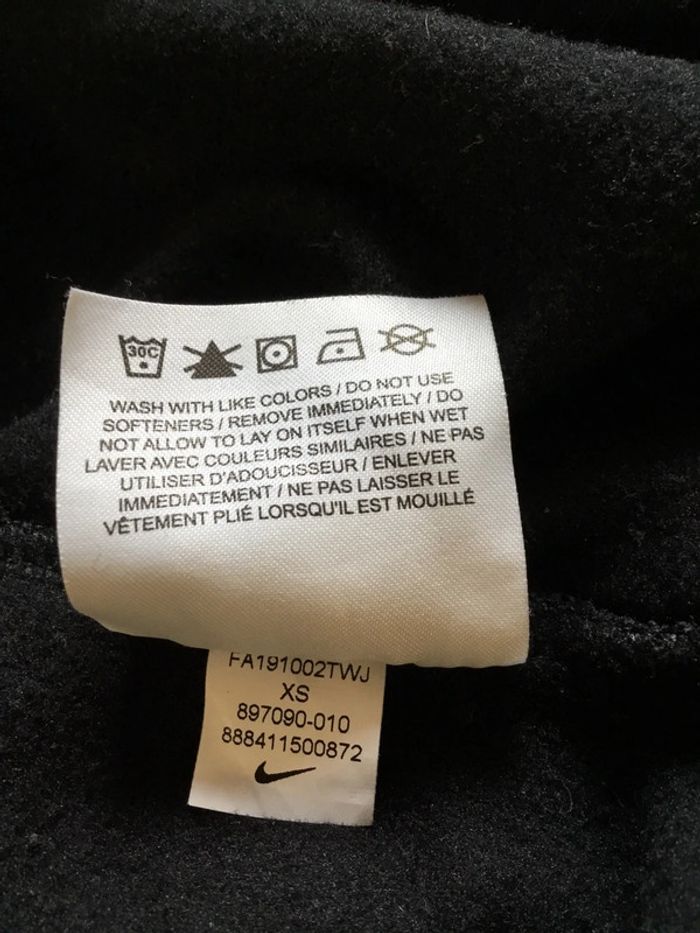 30C
WASH WITH LIKE COLORS / DO NOT USE
SOFTENERS / REMOVE IMMEDIATELY / DO
NOT ALLOW TO LAY ON ITSELF WHEN WET
LAVER AVEC COULEURS SIMILAIRES / NE PAS
UTILISER D'ADOUCISSEUR / ENLEVER
IMMEDIATEMENT / NE PAS LAISSER LE
VÊTEMENT PLIÉ LORSQU'IL EST MOUILLÉ
FA191002TWJ
XS
897090-010
888411500872